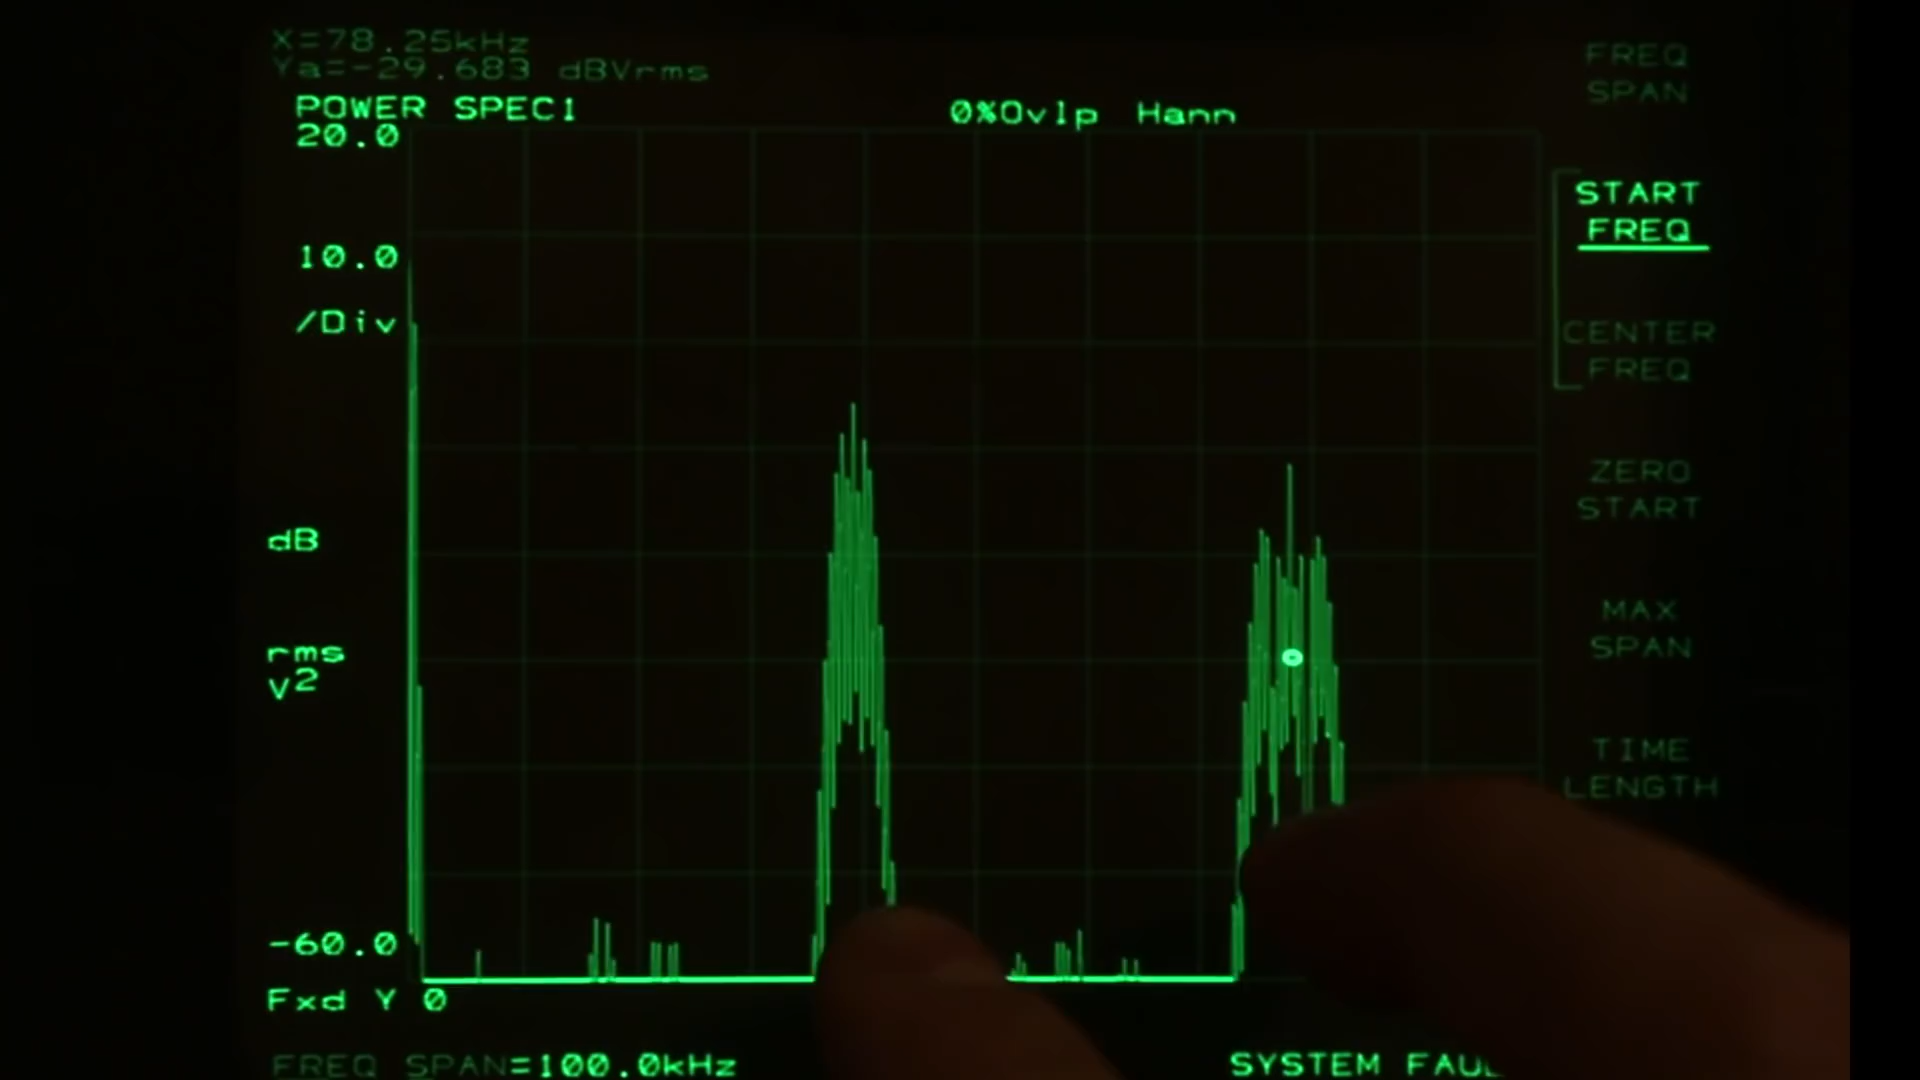 X=78.25kHz
Ya=-29.683 dBVrms
POWER SPEC1
0%Ovlp Hann
20.0
10.0
/Div
dB
rms
V2
-60.0
Fxd Y 0
FREQ SPAN=100.0kHz
SYSTEM FAUL
FREQ
SPAN
START
FREQ
CENTER
FREQ
ZERO
START
MAX
SPAN
TIME
LENGTH